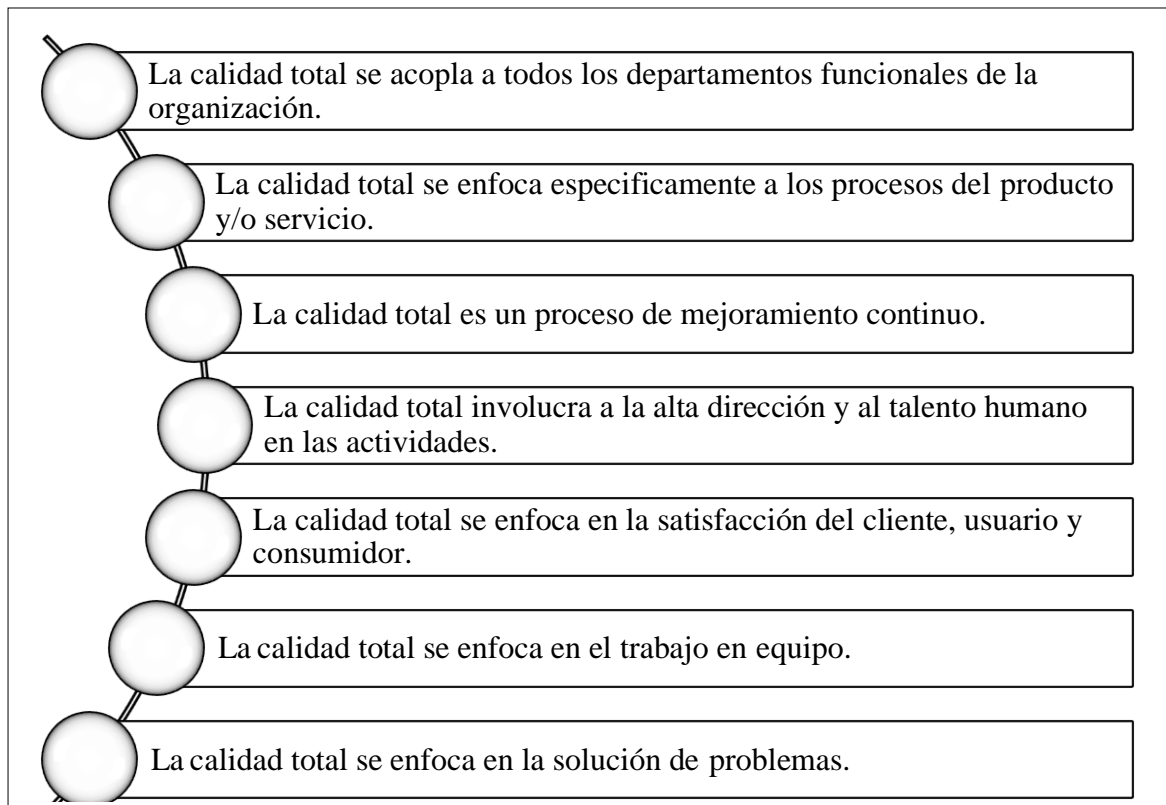 La calidad total se acopla a todos los departamentos funcionales de la
organización.
La calidad total se enfoca especificamente a los procesos del producto
y/o servicio.
La calidad total es un proceso de mejoramiento continuo.
La calidad total involucra a la alta dirección y al talento humano
en las actividades.
La calidad total se enfoca en la satisfacción del cliente, usuario y
consumidor.
La calidad total se enfoca en el trabajo en equipo.
La calidad total se enfoca en la solución de problemas.